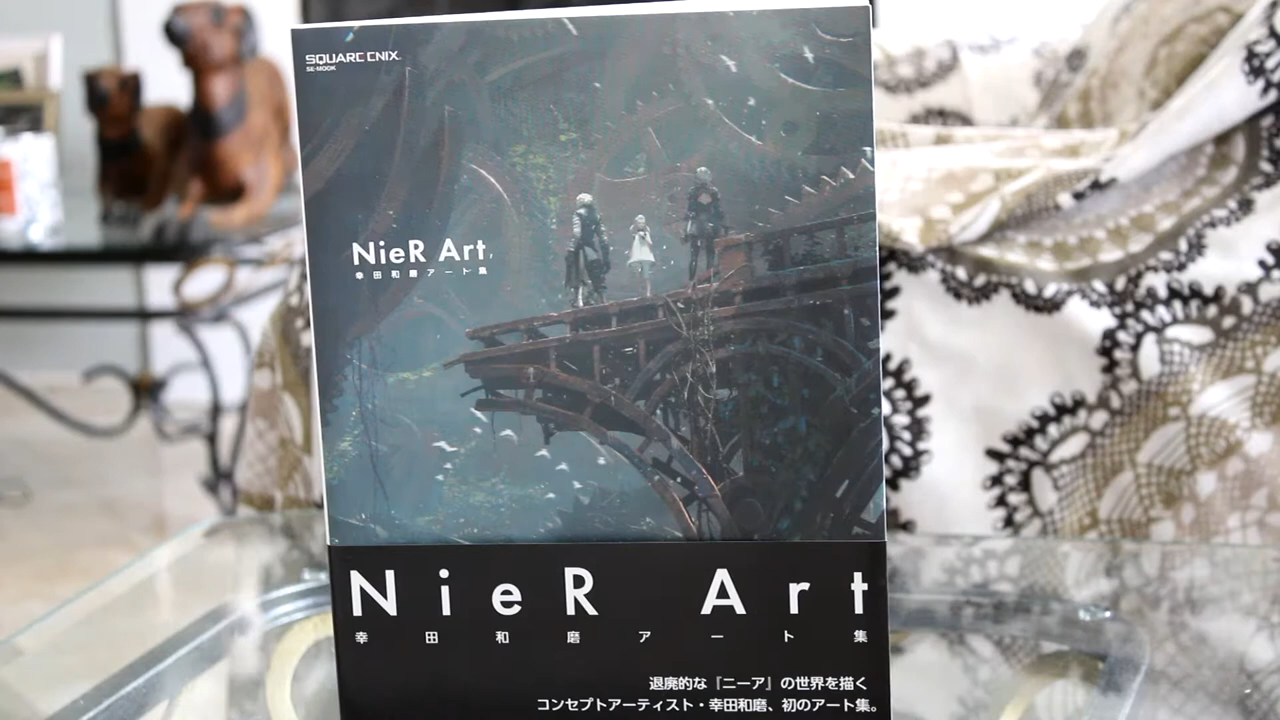 SQUARE ENIX.
SE-MOOK
NieR Art
幸田和磨アート集
NieR Art
幸田和磨アート集
退廃的な『ニーア』の世界を描く
コンセプトアーティスト・幸田和磨、初のアート集。